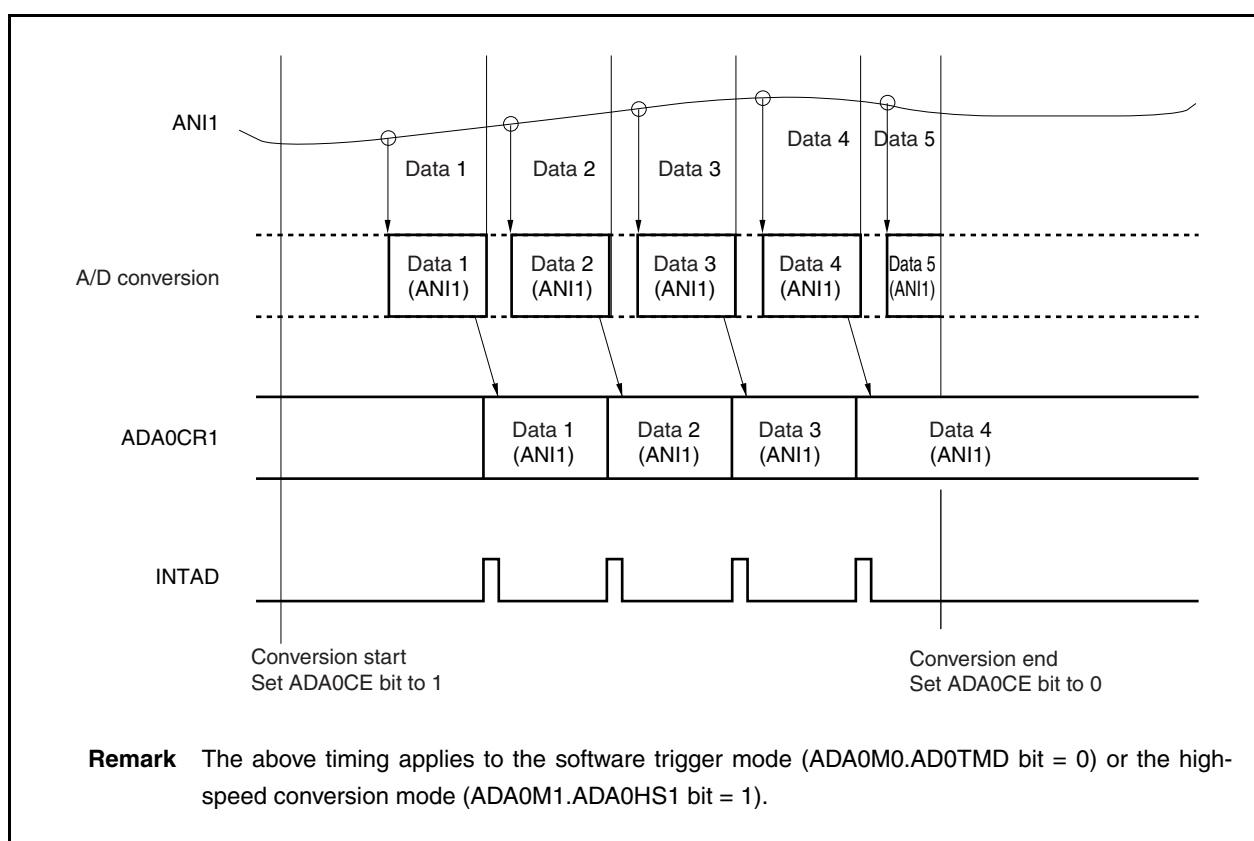 ANI1
Data 1
Data 2
Data 3
Data 4
Data 5
A/D conversion
Data 1
(ANI1)
Data 2
(ANI1)
Data 3
(ANI1)
Data 4
(ANI1)
Data 5
(ANI1)
ADA0CR1
Data 1
(ANI1)
Data 2
(ANI1)
Data 3
(ANI1)
Data 4
(ANI1)
INTAD
Conversion start
Set ADA0CE bit to 1
Conversion end
Set ADA0CE bit to 0
Remark The above timing applies to the software trigger mode (ADA0M0.AD0TMD bit = 0) or the high-
speed conversion mode (ADA0M1.ADA0HS1 bit = 1).